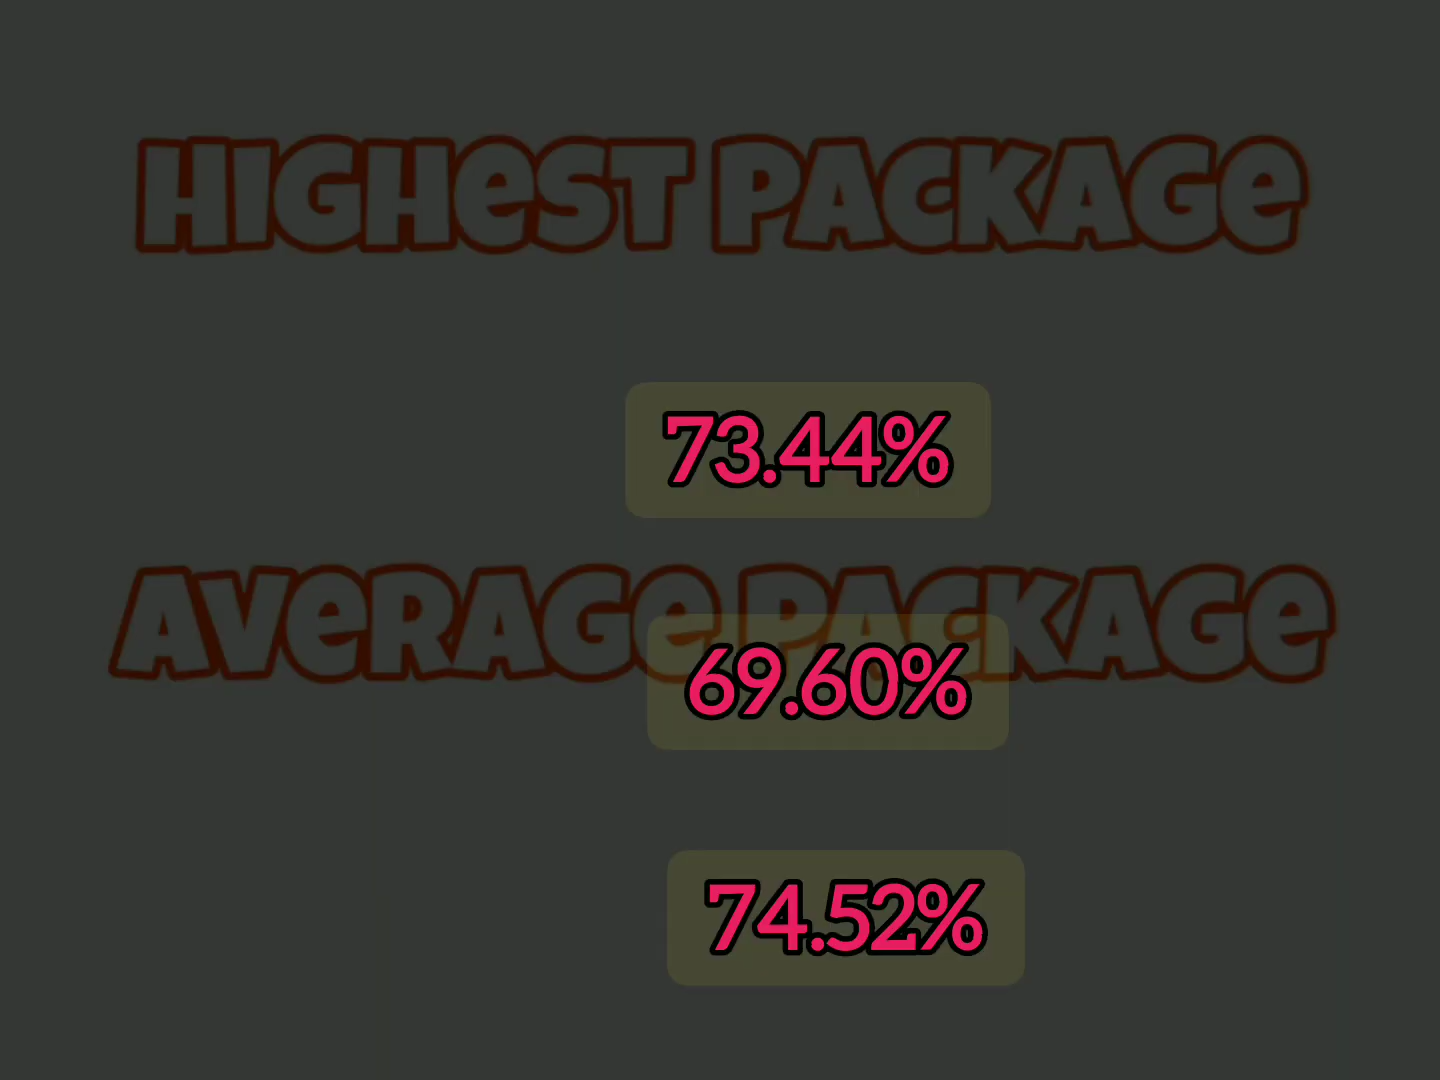 HIGHEST PACKAGE
73.44%
AVERAGE PACKAGE
69.60%
74.52%